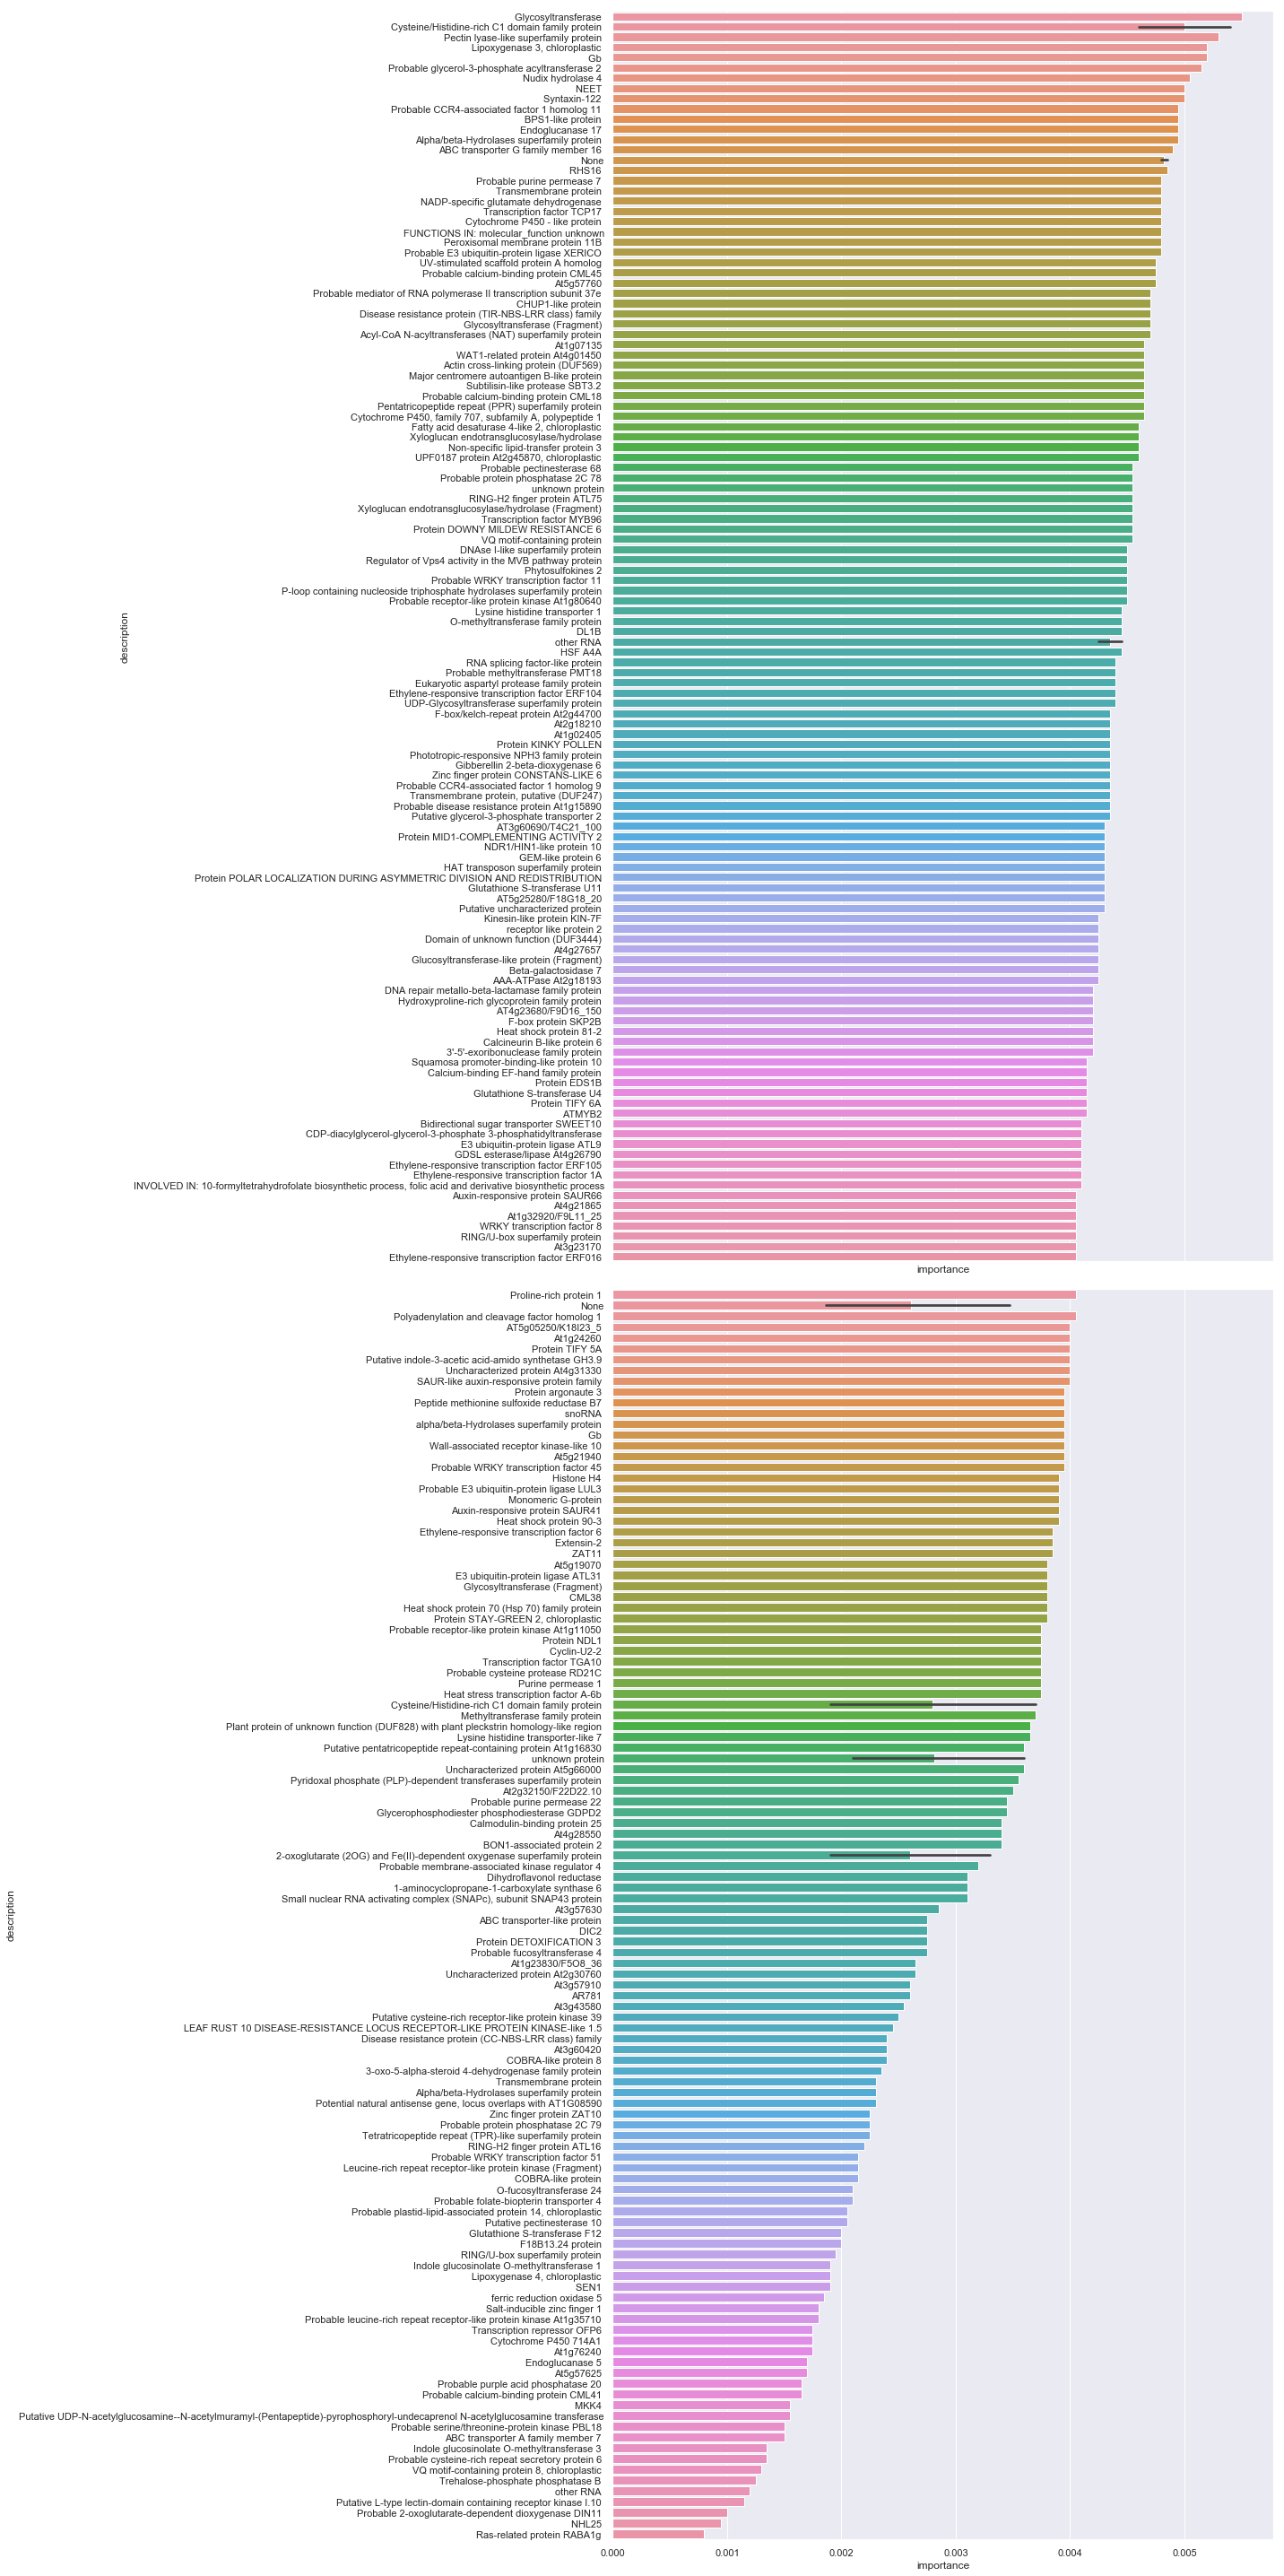 Glycosyltransferase
Cysteine/Histidine-rich C1 domain family protein
Pectin lyase-like superfamily protein
Lipoxygenase 3, chloroplastic
Gb
Probable glycerol-3-phosphate acyltransferase 2
Nudix hydrolase 4
NEET
Syntaxin-122
Probable CCR4-associated factor 1 homolog 11
BPS1-like protein
Endoglucanase 17
Alpha/beta-Hydrolases superfamily protein
ABC transporter G family member 16
None
RHS16
Probable purine permease 7
Transmembrane protein
NADP-specific glutamate dehydrogenase
Transcription factor TCP17
Cytochrome P450 - like protein
FUNCTIONS IN: molecular_function unknown
Peroxisomal membrane protein 11B
Probable E3 ubiquitin-protein ligase XERICO
UV-stimulated scaffold protein A homolog
Probable calcium-binding protein CML45
At5g57760
Probable mediator of RNA polymerase II transcription subunit 37e
CHUP1-like protein
Disease resistance protein (TIR-NBS-LRR class) family
Glycosyltransferase (Fragment)
Acyl-CoA N-acyltransferases (NAT) superfamily protein
At1g07135
WAT1-related protein At4g01450
Actin cross-linking protein (DUF569)
Major centromere autoantigen B-like protein
Subtilisin-like protease SBT3.2
Probable calcium-binding protein CML18
Pentatricopeptide repeat (PPR) superfamily protein
Cytochrome P450, family 707, subfamily A, polypeptide 1
Fatty acid desaturase 4-like 2, chloroplastic
Xyloglucan endotransglucosylase/hydrolase
Non-specific lipid-transfer protein 3
UPF0187 protein At2g45870, chloroplastic
Probable pectinesterase 68
Probable protein phosphatase 2C 78
unknown protein
RING-H2 finger protein ATL75
Xyloglucan endotransglucosylase/hydrolase (Fragment)
Transcription factor MYB96
Protein DOWNY MILDEW RESISTANCE 6
VQ motif-containing protein
DNAse I-like superfamily protein
Regulator of Vps4 activity in the MVB pathway protein
Phytosulfokines 2
Probable WRKY transcription factor 11
P-loop containing nucleoside triphosphate hydrolases superfamily protein
Probable receptor-like protein kinase At1g80640
Lysine histidine transporter 1
O-methyltransferase family protein
DL1B
other RNA
HSF A4A
RNA splicing factor-like protein
Probable methyltransferase PMT18
Eukaryotic aspartyl protease family protein
Ethylene-responsive transcription factor ERF104
UDP-Glycosyltransferase superfamily protein
F-box/kelch-repeat protein At2g44700
At2g18210
At1g02405
Protein KINKY POLLEN
Phototropic-responsive NPH3 family protein
Gibberellin 2-beta-dioxygenase 6
Zinc finger protein CONSTANS-LIKE 6
Probable CCR4-associated factor 1 homolog 9
Transmembrane protein, putative (DUF247)
Probable disease resistance protein At1g15890
Putative glycerol-3-phosphate transporter 2
AT3g60690/T4C21_100
Protein MID1-COMPLEMENTING ACTIVITY 2
NDR1/HIN1-like protein 10
GEM-like protein 6
HAT transposon superfamily protein
Protein POLAR LOCALIZATION DURING ASYMMETRIC DIVISION AND REDISTRIBUTION
Glutathione S-transferase U11
AT5g25280/F18G18_20
Putative uncharacterized protein
Kinesin-like protein KIN-7F
receptor like protein 2
Domain of unknown function (DUF3444)
At4g27657
Glucosyltransferase-like protein (Fragment)
Beta-galactosidase 7
AAA-ATPase At2g18193
DNA repair metallo-beta-lactamase family protein
Hydroxyproline-rich glycoprotein family protein
AT4g23680/F9D16_150
F-box protein SKP2B
Heat shock protein 81-2
Calcineurin B-like protein 6
3'-5'-exoribonuclease family protein
Squamosa promoter-binding-like protein 10
Calcium-binding EF-hand family protein
Protein EDS1B
Glutathione S-transferase U4
Protein TIFY 6A
ATMYB2
Bidirectional sugar transporter SWEET10
CDP-diacylglycerol-glycerol-3-phosphate 3-phosphatidyltransferase
E3 ubiquitin-protein ligase ATL9
GDSL esterase/lipase At4g26790
Ethylene-responsive transcription factor ERF105
Ethylene-responsive transcription factor 1A
INVOLVED IN: 10-formyltetrahydrofolate biosynthetic process, folic acid and derivative biosynthetic process
Auxin-responsive protein SAUR66
At4g21865
At1g32920/F9L11_25
WRKY transcription factor 8
RING/U-box superfamily protein
At3g23170
Ethylene-responsive transcription factor ERF016
description
importance
Proline-rich protein 1
None
Polyadenylation and cleavage factor homolog 1
AT5g05250/K18I23_5
At1g24260
Protein TIFY 5A
Putative indole-3-acetic acid-amido synthetase GH3.9
Uncharacterized protein At4g31330
SAUR-like auxin-responsive protein family
Protein argonaute 3
Peptide methionine sulfoxide reductase B7
snoRNA
alpha/beta-Hydrolases superfamily protein
Gb
Wall-associated receptor kinase-like 10
At5g21940
Probable WRKY transcription factor 45
Histone H4
Probable E3 ubiquitin-protein ligase LUL3
Monomeric G-protein
Auxin-responsive protein SAUR41
Heat shock protein 90-3
Ethylene-responsive transcription factor 6
Extensin-2
ZAT11
At5g19070
E3 ubiquitin-protein ligase ATL31
Glycosyltransferase (Fragment)
CML38
Heat shock protein 70 (Hsp 70) family protein
Protein STAY-GREEN 2, chloroplastic
Probable receptor-like protein kinase At1g11050
Protein NDL1
Cyclin-U2-2
Transcription factor TGA10
Probable cysteine protease RD21C
Purine permease 1
Heat stress transcription factor A-6b
Cysteine/Histidine-rich C1 domain family protein
Methyltransferase family protein
Plant protein of unknown function (DUF828) with plant pleckstrin homology-like region
Lysine histidine transporter-like 7
Putative pentatricopeptide repeat-containing protein At1g16830
unknown protein
Uncharacterized protein At5g66000
Pyridoxal phosphate (PLP)-dependent transferases superfamily protein
At2g32150/F22D22.10
Probable purine permease 22
Glycerophosphodiester phosphodiesterase GDPD2
Calmodulin-binding protein 25
At4g28550
BON1-associated protein 2
2-oxoglutarate (2OG) and Fe(II)-dependent oxygenase superfamily protein
Probable membrane-associated kinase regulator 4
Dihydroflavonol reductase
1-aminocyclopropane-1-carboxylate synthase 6
Small nuclear RNA activating complex (SNAPc), subunit SNAP43 protein
At3g57630
ABC transporter-like protein
DIC2
Protein DETOXIFICATION 3
Probable fucosyltransferase 4
At1g23830/F5O8_36
Uncharacterized protein At2g30760
At3g57910
AR781
At3g43580
Putative cysteine-rich receptor-like protein kinase 39
LEAF RUST 10 DISEASE-RESISTANCE LOCUS RECEPTOR-LIKE PROTEIN KINASE-like 1.5
Disease resistance protein (CC-NBS-LRR class) family
At3g60420
COBRA-like protein 8
3-oxo-5-alpha-steroid 4-dehydrogenase family protein
Transmembrane protein
Alpha/beta-Hydrolases superfamily protein
Potential natural antisense gene, locus overlaps with AT1G08590
Zinc finger protein ZAT10
Probable protein phosphatase 2C 79
Tetratricopeptide repeat (TPR)-like superfamily protein
RING-H2 finger protein ATL16
Probable WRKY transcription factor 51
Leucine-rich repeat receptor-like protein kinase (Fragment)
COBRA-like protein
O-fucosyltransferase 24
Probable folate-biopterin transporter 4
Probable plastid-lipid-associated protein 14, chloroplastic
Putative pectinesterase 10
Glutathione S-transferase F12
F18B13.24 protein
RING/U-box superfamily protein
Indole glucosinolate O-methyltransferase 1
Lipoxygenase 4, chloroplastic
SEN1
ferric reduction oxidase 5
Salt-inducible zinc finger 1
Probable leucine-rich repeat receptor-like protein kinase At1g35710
Transcription repressor OFP6
Cytochrome P450 714A1
At1g76240
Endoglucanase 5
At5g57625
Probable purple acid phosphatase 20
Probable calcium-binding protein CML41
MKK4
Putative UDP-N-acetylglucosamine--N-acetylmuramyl-(Pentapeptide)-pyrophosphoryl-undecaprenol N-acetylglucosamine transferase
Probable serine/threonine-protein kinase PBL18
ABC transporter A family member 7
Indole glucosinolate O-methyltransferase 3
Probable cysteine-rich repeat secretory protein 6
VQ motif-containing protein 8, chloroplastic
Trehalose-phosphate phosphatase B
other RNA
Putative L-type lectin-domain containing receptor kinase I.10
Probable 2-oxoglutarate-dependent dioxygenase DIN11
NHL25
Ras-related protein RABA1g
description
0.000 0.001 0.002 0.003 0.004 0.005
importance